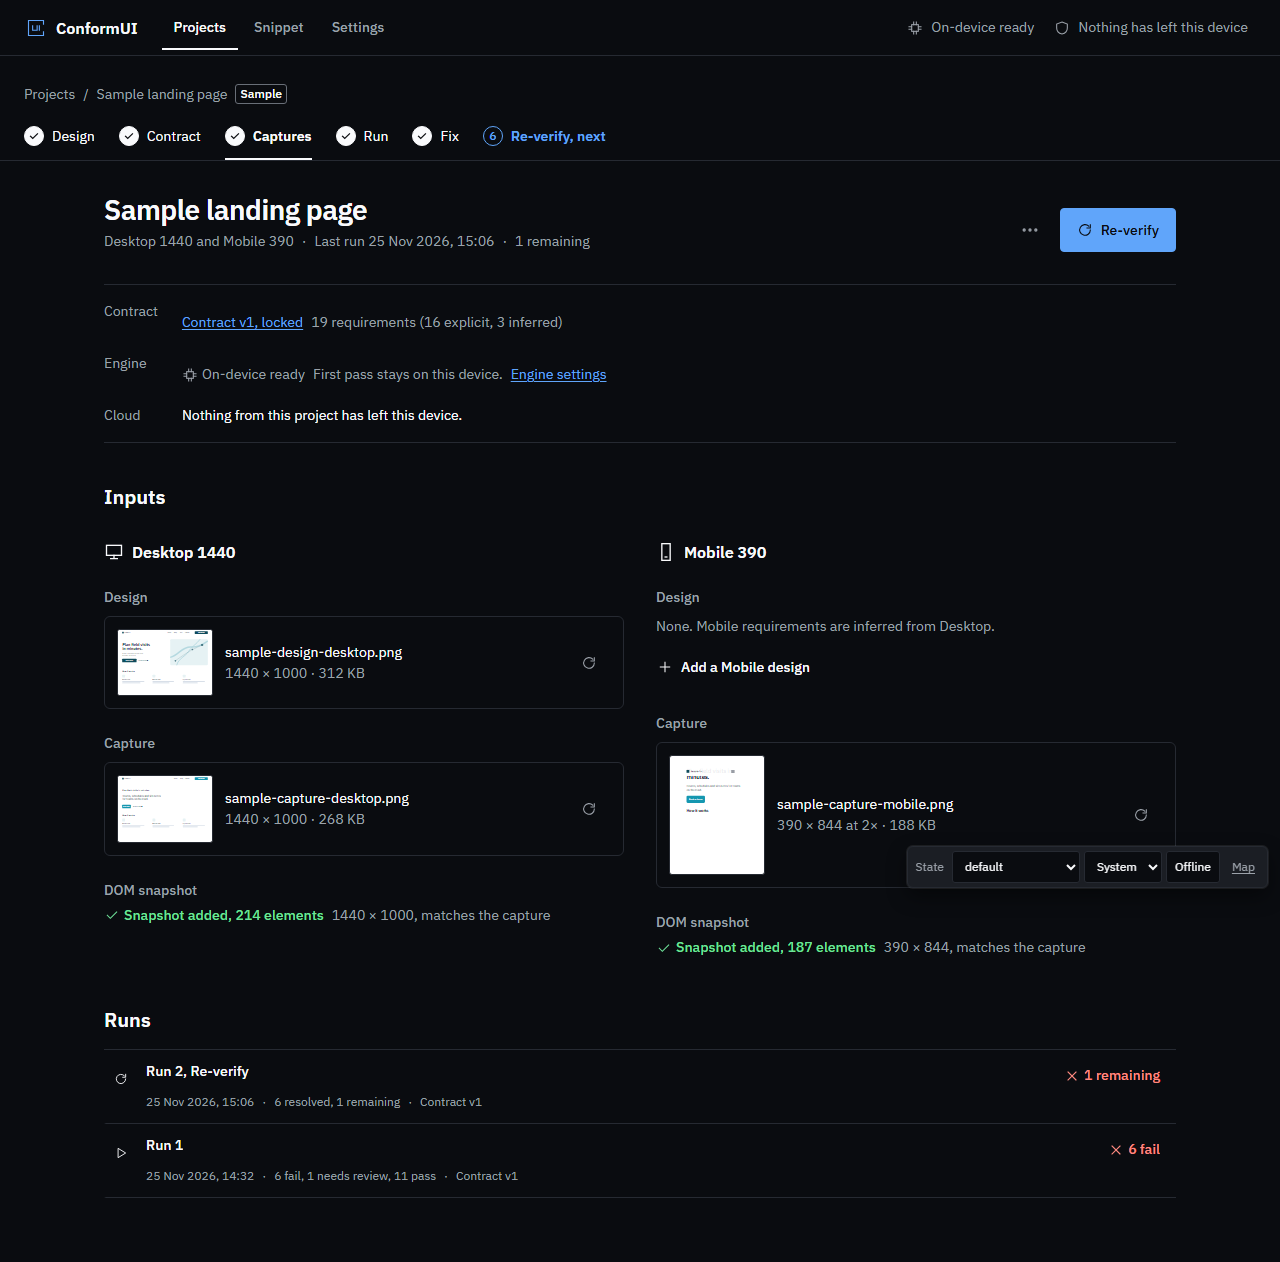 ConformUI
Projects
Snippet
Settings
On-device ready
Nothing has left this device
Projects / Sample landing page Sample
Design
Contract
Captures
Run
Fix
6 Re-verify, next
Sample landing page
Desktop 1440 and Mobile 390 · Last run 25 Nov 2026, 15:06 · 1 remaining
Re-verify
Contract
Contract v1, locked 19 requirements (16 explicit, 3 inferred)
Engine
On-device ready First pass stays on this device. Engine settings
Cloud
Nothing from this project has left this device.
Inputs
Desktop 1440
Design
Plan field visits
in minutes.
sample-design-desktop.png
1440 × 1000 · 312 KB
Capture
sample-capture-desktop.png
1440 × 1000 · 268 KB
DOM snapshot
Snapshot added, 214 elements 1440 × 1000, matches the capture
Mobile 390
Design
None. Mobile requirements are inferred from Desktop.
Add a Mobile design
Capture
minutes.
How it works
sample-capture-mobile.png
390 × 844 at 2× · 188 KB
State default System Offline Map
DOM snapshot
Snapshot added, 187 elements 390 × 844, matches the capture
Runs
Run 2, Re-verify
1 remaining
25 Nov 2026, 15:06 · 6 resolved, 1 remaining · Contract v1
Run 1
6 fail
25 Nov 2026, 14:32 · 6 fail, 1 needs review, 11 pass · Contract v1